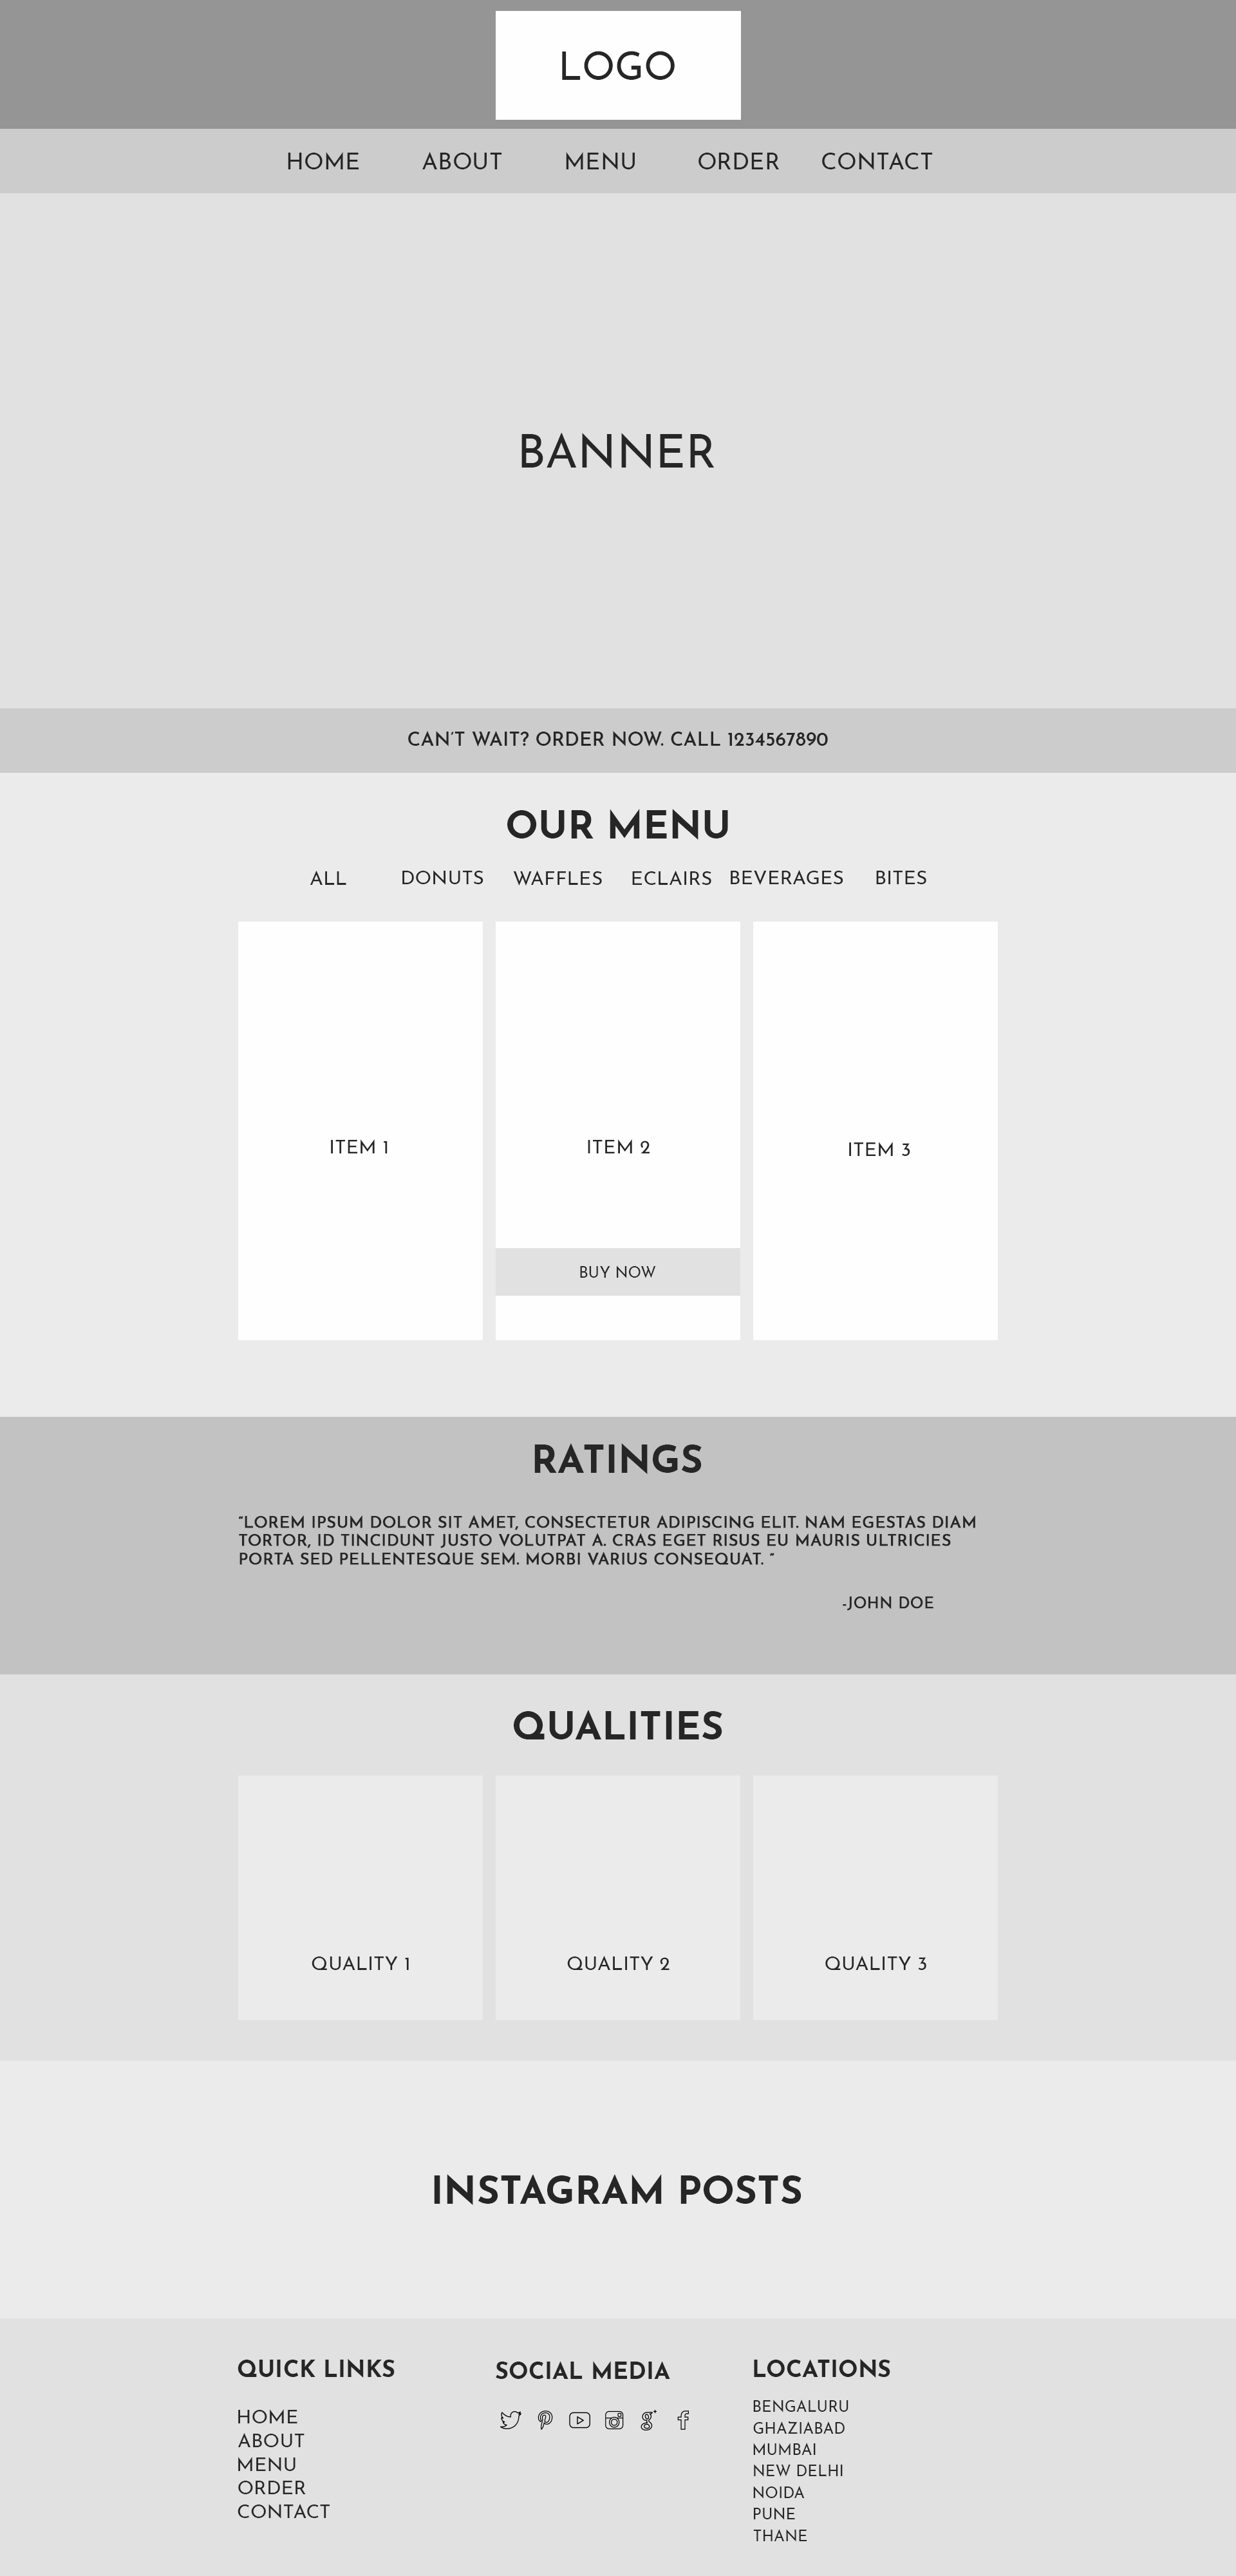 LOGO
HOME ABOUT MENU ORDER CONTACT
BANNER
CAN'T WAIT? ORDER NOW. CALL 1234567890
OUR MENU
ALL DONUTS WAFFLES ECLAIRS BEVERAGES BITES
ITEM 1 ITEM 2 ITEM 3
BUY NOW
RATINGS
"LOREM IPSUM DOLOR SIT AMET, CONSECTETUR ADIPISCING ELIT. NAM EGESTAS DIAM
TORTOR, ID TINCIDUNT JUSTO VOLUTPAT A. CRAS EGET RISUS EU MAURIS ULTRICIES
PORTA SED PELLENTESQUE SEM. MORBI VARIUS CONSEQUAT. "
-JOHN DOE
QUALITIES
QUALITY 1 QUALITY 2 QUALITY 3
INSTAGRAM POSTS
QUICK LINKS
HOME
ABOUT
MENU
ORDER
CONTACT
SOCIAL MEDIA
LOCATIONS
BENGALURU
GHAZIABAD
MUMBAI
NEW DELHI
NOIDA
PUNE
THANE